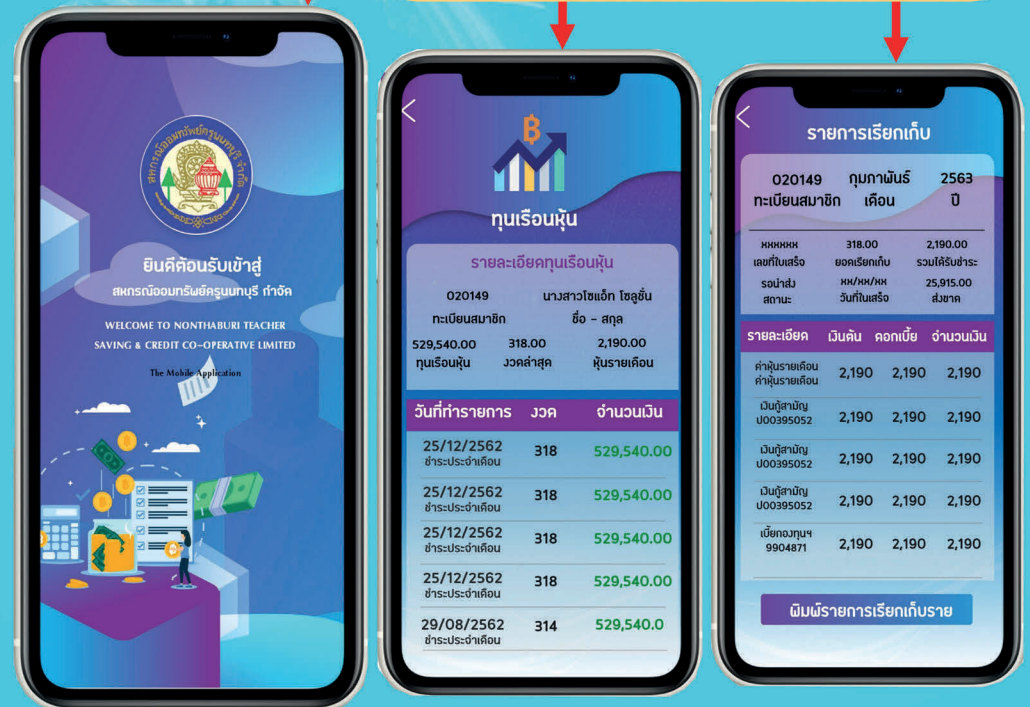 สหกรณ์ออมทรัพย์ครูนนทบุรี จำกัด
ยินดีต้อนรับเข้าสู่
สหกรณ์ออมทรัพย์ครูนนทบุรี กำจัด
WELCOME TO NONTHABURI TEACHER
SAVING & CREDIT CO-OPERATIVE LIMITED
The Mobile Application
ทุนเรือนหุ้น
รายละเอียดทุนเรือนหุ้น
020149 นางสาวโซแอ็ท โซลูชั่น
ทะเบียนสมาชิก ชื่อ - สกุล
529,540.00 318.00 2,190.00
ทุนเรือนหุ้น งวดล่าสุด หุ้นรายเดือน
วันที่ทำรายการ งวด จำนวนเงิน
25/12/2562 318 529,540.00
ชำระประจำเดือน
25/12/2562 318 529,540.00
ชำระประจำเดือน
25/12/2562 318 529,540.00
ชำระประจำเดือน
25/12/2562 318 529,540.00
ชำระประจำเดือน
29/08/2562 314 529,540.0
ชำระประจำเดือน
รายการเรียกเก็บ
020149 กุมภาพันธ์ 2563
ทะเบียนสมาชิก เดือน ปี
xxxxxx 318.00 2,190.00
เลขที่ใบเสร็จ ยอดเรียกเก็บ รวมได้รับชำระ
รอนำส่ง xx/xx/xx 25,915.00
สถานะ วันที่ใบเสร็จ ส่งขาด
รายละเอียด เงินต้น ดอกเบี้ย จำนวนเงิน
ค่าหุ้นรายเดือน
ค่าหุ้นรายเดือน 2,190 2,190 2,190
เงินกู้สามัญ
ป00395052 2,190 2,190 2,190
เงินกู้สามัญ
ป00395052 2,190 2,190 2,190
เงินกู้สามัญ
ป00395052 2,190 2,190 2,190
เบี้ยกองทุนฯ
9904871 2,190 2,190 2,190
พิมพ์รายการเรียกเก็บราย